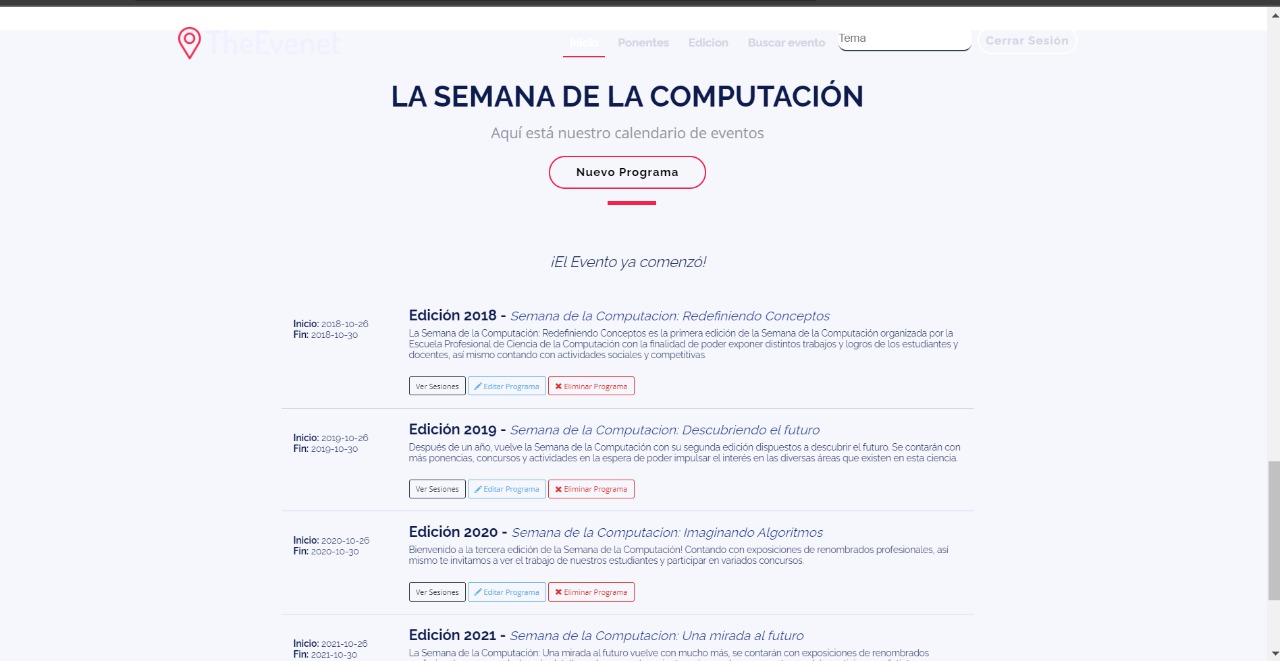 TheEvenet
Inicio Ponentes Edicion Buscar evento Tema Cerrar Sesión
LA SEMANA DE LA COMPUTACIÓN
Aquí está nuestro calendario de eventos
Nuevo Programa
¡El Evento ya comenzó!
Inicio: 2018-10-26
Fin: 2018-10-30
Edición 2018 - Semana de la Computacion: Redefiniendo Conceptos
La Semana de la Computación: Redefiniendo Conceptos es la primera edición de la Semana de la Computación organizada por la
Escuela Profesional de Ciencia de la Computación con la finalidad de poder exponer distintos trabajos y logros de los estudiantes y
docentes, así mismo contando con actividades sociales y competitivas.
Ver Sesiones Editar Programa Eliminar Programa
Inicio: 2019-10-26
Fin: 2019-10-30
Edición 2019 - Semana de la Computacion: Descubriendo el futuro
Después de un año, vuelve la Semana de la Computación con su segunda edición dispuestos a descubrir el futuro. Se contarán con
más ponencias, concursos y actividades en la espera de poder impulsar el interés en las diversas áreas que existen en esta ciencia.
Ver Sesiones Editar Programa Eliminar Programa
Inicio: 2020-10-26
Fin: 2020-10-30
Edición 2020 - Semana de la Computacion: Imaginando Algoritmos
Bienvenido a la tercera edición de la Semana de la Computación! Contando con exposiciones de renombrados profesionales, así
mismo te invitamos a ver el trabajo de nuestros estudiantes y participar en variados concursos.
Ver Sesiones Editar Programa Eliminar Programa
Inicio: 2021-10-26
Fin: 2021-10-30
Edición 2021 - Semana de la Computacion: Una mirada al futuro
La Semana de la Computación: Una mirada al futuro vuelve con mucho más, se contarán con exposiciones de renombrados